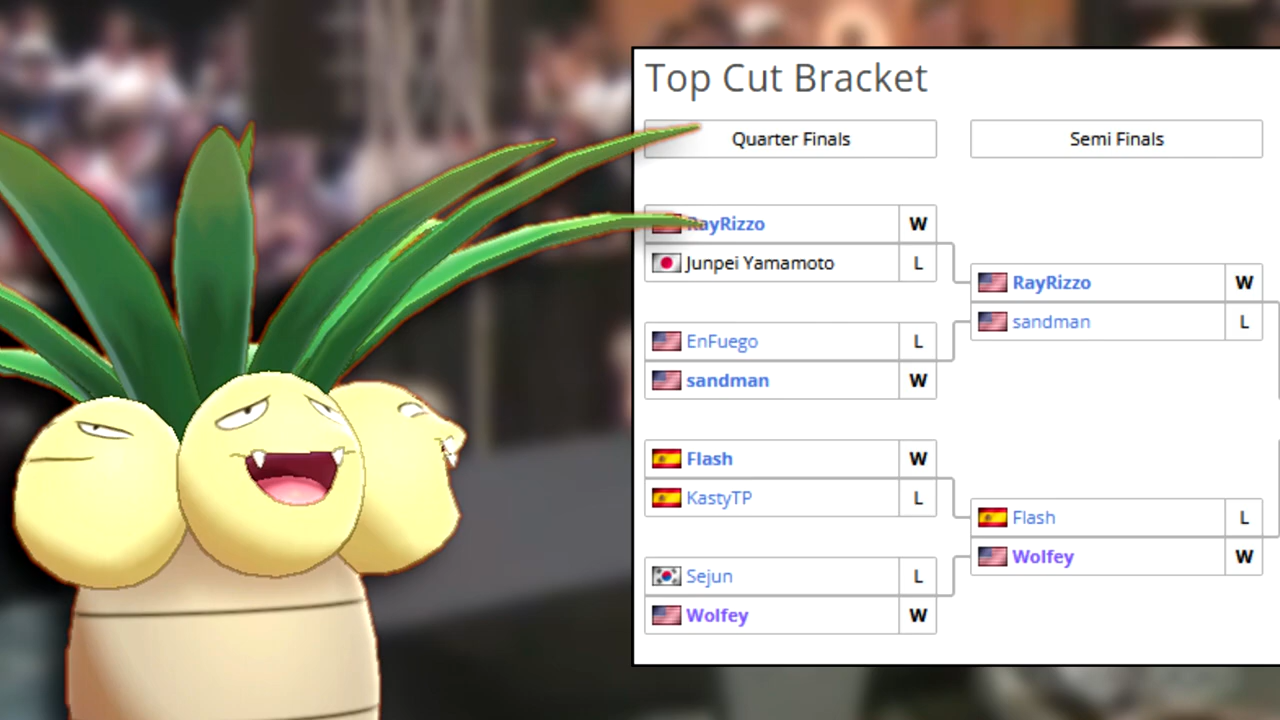 Top Cut Bracket
Quarter Finals
Semi Finals
RayRizzo W
Junpei Yamamoto L
EnFuego L
sandman W
Flash W
KastyTP L
Sejun L
Wolfey W
RayRizzo W
sandman L
Flash L
Wolfey W